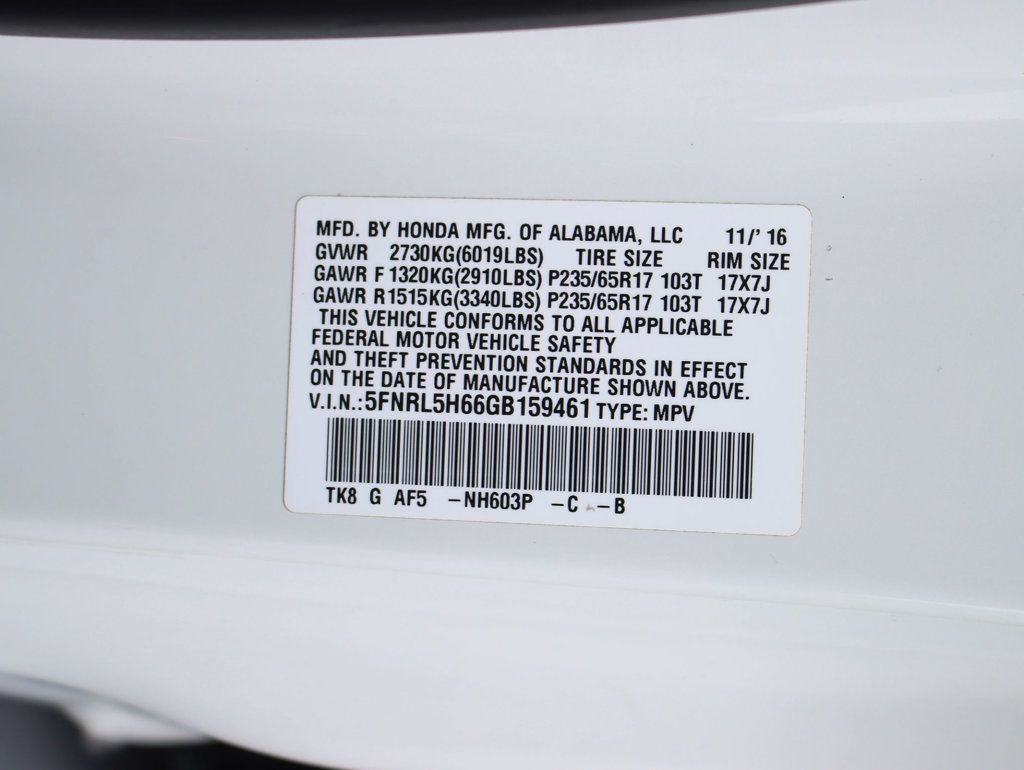 MFD. BY HONDA MFG. OF ALABAMA, LLC 11/' 16
GVWR 2730KG(6019LBS) TIRE SIZE RIM SIZE
GAWR F 1320KG(2910LBS) P235/65R17 103T 17X7J
GAWR R1515KG(3340LBS) P235/65R17 103T 17X7J
THIS VEHICLE CONFORMS TO ALL APPLICABLE
FEDERAL MOTOR VEHICLE SAFETY
AND THEFT PREVENTION STANDARDS IN EFFECT
ON THE DATE OF MANUFACTURE SHOWN ABOVE.
V.I.N.:5FNRL5H66GB159461 TYPE: MPV
TK8 G AF5 -NH603P -C -B